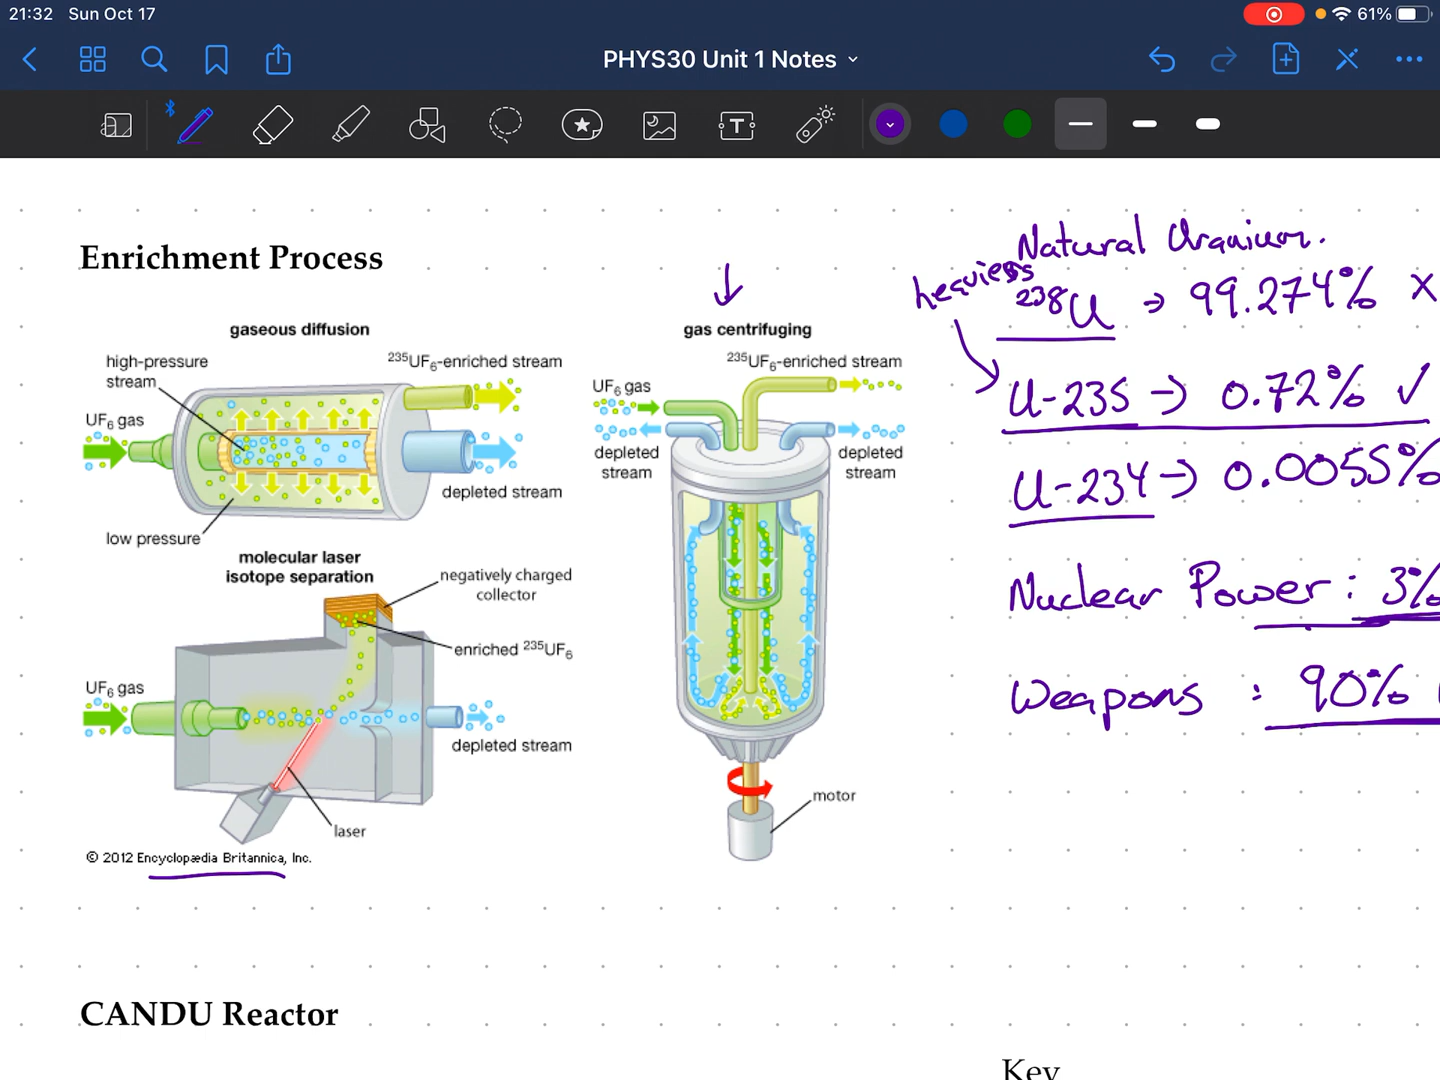 21:32 Sun Oct 17
61%
PHYS30 Unit 1 Notes
T
Enrichment Process
gaseous diffusion
high-pressure
stream
²³⁵UF₆-enriched stream
UF₆ gas
depleted stream
low pressure
molecular laser
isotope separation
negatively charged
collector
enriched ²³⁵UF₆
UF₆ gas
depleted stream
laser
© 2012 Encyclopædia Britannica, Inc.
gas centrifuging
²³⁵UF₆-enriched stream
UF₆ gas
depleted
stream
depleted
stream
motor
Natural Uranium.
²³⁸U → 99.274% ×
U-235 → 0.72% ✓
U-234 → 0.0055%
Nuclear Power : 3%
Weapons : 90%
CANDU Reactor
Key